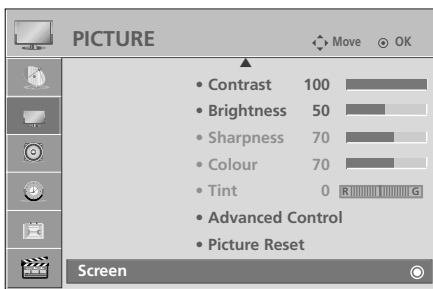 PICTURE Move OK
• Contrast 100
• Brightness 50
• Sharpness 70
• Colour 70
• Tint 0 R G
• Advanced Control
• Picture Reset
Screen